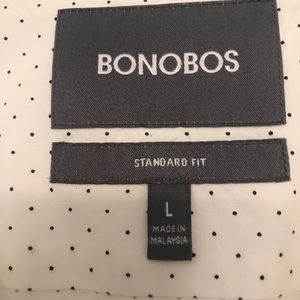 BONOBOS
STANDARD FIT
L
MADE IN
MALAYSIA